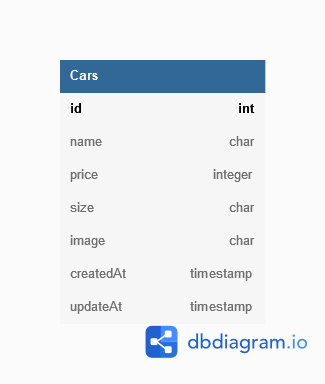 Cars
id int
name char
price integer
size char
image char
createdAt timestamp
updateAt timestamp
dbdiagram.io